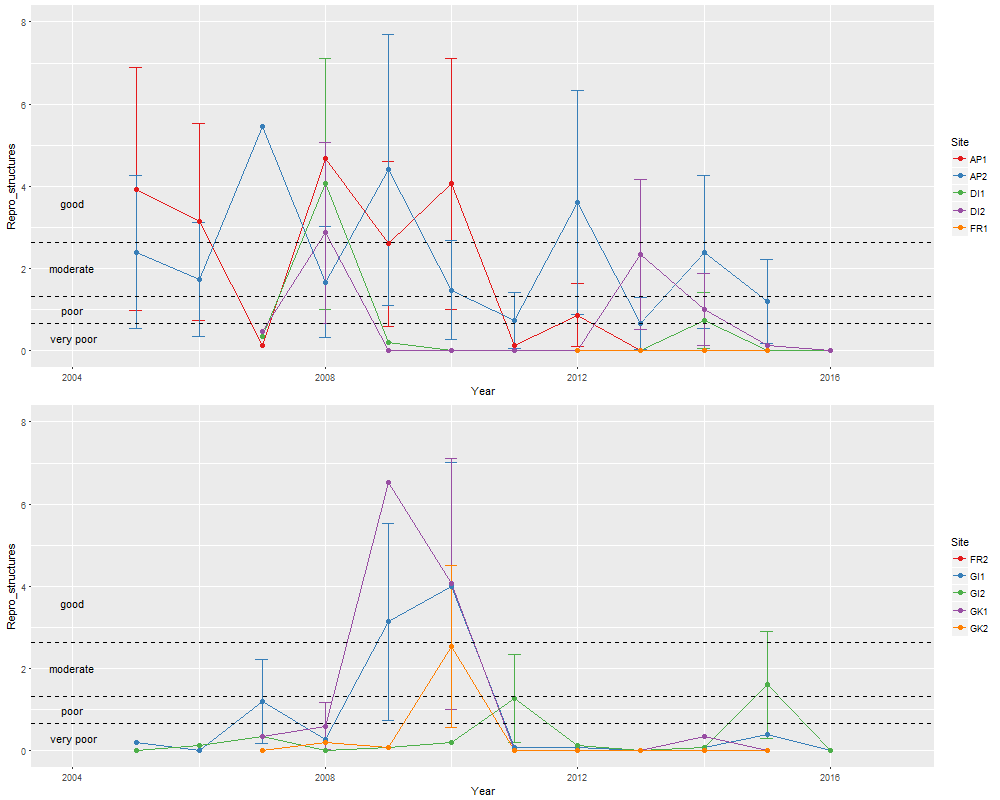 8
6
4
2
0
Repro_structures
good
moderate
poor
very poor
2004
2008
2012
2016
Year
Site
AP1
AP2
DI1
DI2
FR1
8
6
4
2
0
Repro_structures
good
moderate
poor
very poor
2004
2008
2012
2016
Year
Site
FR2
GI1
GI2
GK1
GK2